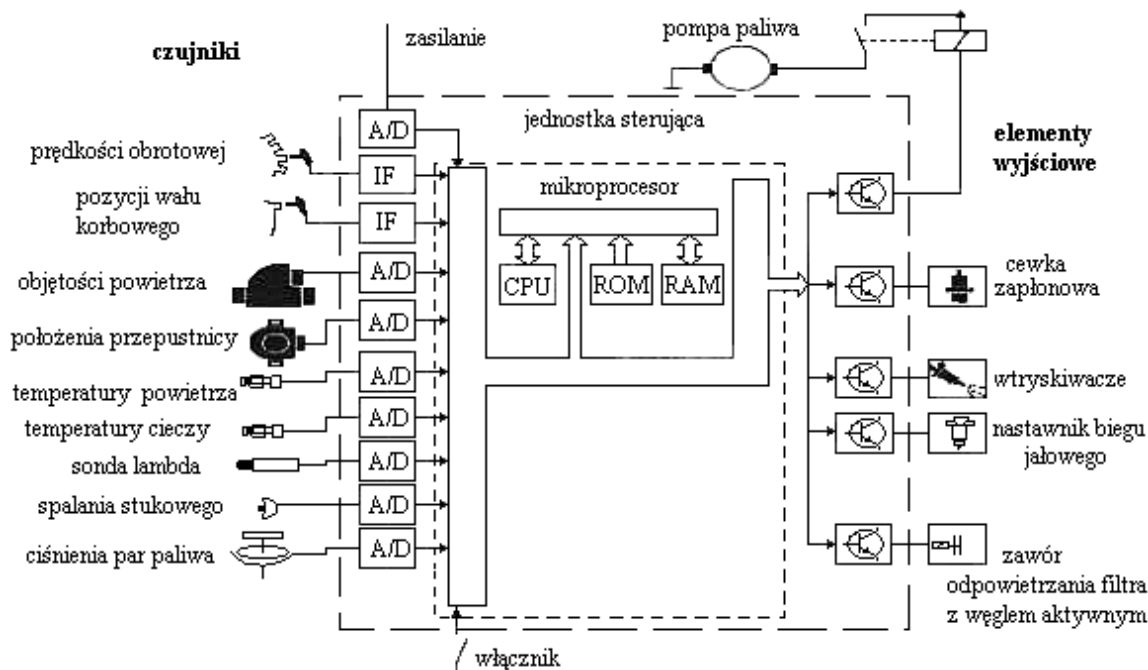 czujniki
zasilanie
pompa paliwa
jednostka sterująca
elementy
wyjściowe
prędkości obrotowej
pozycji wału
korbowego
objętości powietrza
położenia przepustnicy
temperatury powietrza
temperatury cieczy
sonda lambda
spalania stukowego
ciśnienia par paliwa
A/D
IF
IF
A/D
A/D
A/D
A/D
A/D
A/D
A/D
mikroprocesor
CPU
ROM
RAM
włącznik
cewka
zapłonowa
wtryskiwacze
nastawnik biegu
jałowego
zawór
odpowietrzania filtra
z węglem aktywnym